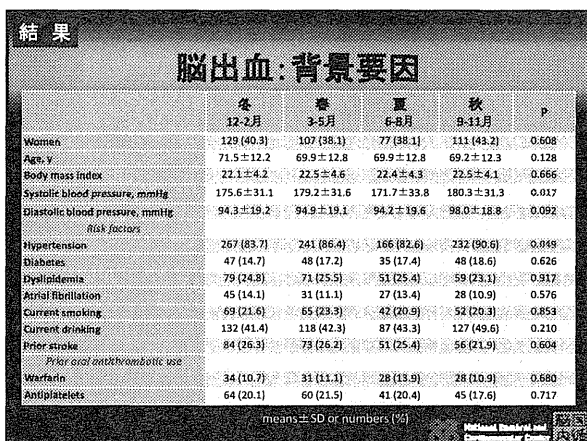 結果
脳出血:背景要因
冬 春 夏 秋 P
12-2月 3-5月 6-8月 9-11月
Women 129 (40.3) 107 (38.1) 77 (38.1) 111 (43.2) 0.608
Age, y 71.5±12.2 69.9±12.8 69.9±12.8 69.2±12.3 0.128
Body mass index 22.1±4.2 22.5±4.6 22.4±4.3 22.5±4.1 0.666
Systolic blood pressure, mmHg 175.6±31.1 179.2±31.6 171.7±33.8 180.3±31.3 0.017
Diastolic blood pressure, mmHg 94.3±19.2 94.9±19.1 94.2±19.6 98.0±18.8 0.092
Risk factors
Hypertension 267 (83.7) 241 (86.4) 166 (82.6) 232 (90.6) 0.049
Diabetes 47 (14.7) 48 (17.2) 35 (17.4) 48 (18.6) 0.626
Dyslipidemia 79 (24.8) 71 (25.5) 51 (25.4) 59 (23.1) 0.917
Atrial fibrillation 45 (14.1) 31 (11.1) 27 (13.4) 28 (10.9) 0.576
Current smoking 69 (21.6) 65 (23.3) 42 (20.9) 52 (20.3) 0.853
Current drinking 132 (41.4) 118 (42.3) 87 (43.3) 127 (49.6) 0.210
Prior stroke 84 (26.3) 73 (26.2) 51 (25.4) 56 (21.9) 0.604
Prior oral antithrombotic use
Warfarin 34 (10.7) 31 (11.1) 28 (13.9) 28 (10.9) 0.680
Antiplatelets 64 (20.1) 60 (21.5) 41 (20.4) 45 (17.6) 0.717
means±SD or numbers (%)
National Cerebral and